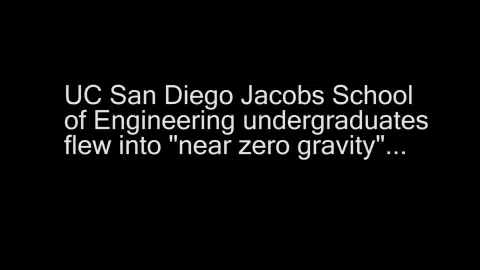 UC San Diego Jacobs School
of Engineering undergraduates
flew into "near zero gravity"...